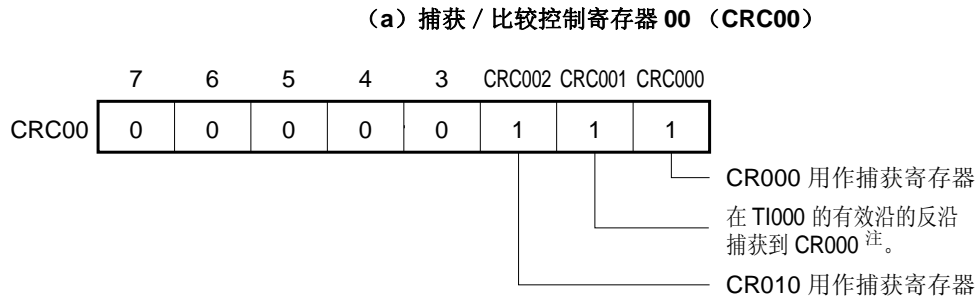 （a）捕获／比较控制寄存器 00 （CRC00）
7 6 5 4 3 CRC002 CRC001 CRC000
CRC00 0 0 0 0 0 1 1 1
CR000 用作捕获寄存器
在 TI000 的有效沿的反沿
捕获到 CR000 注。
CR010 用作捕获寄存器